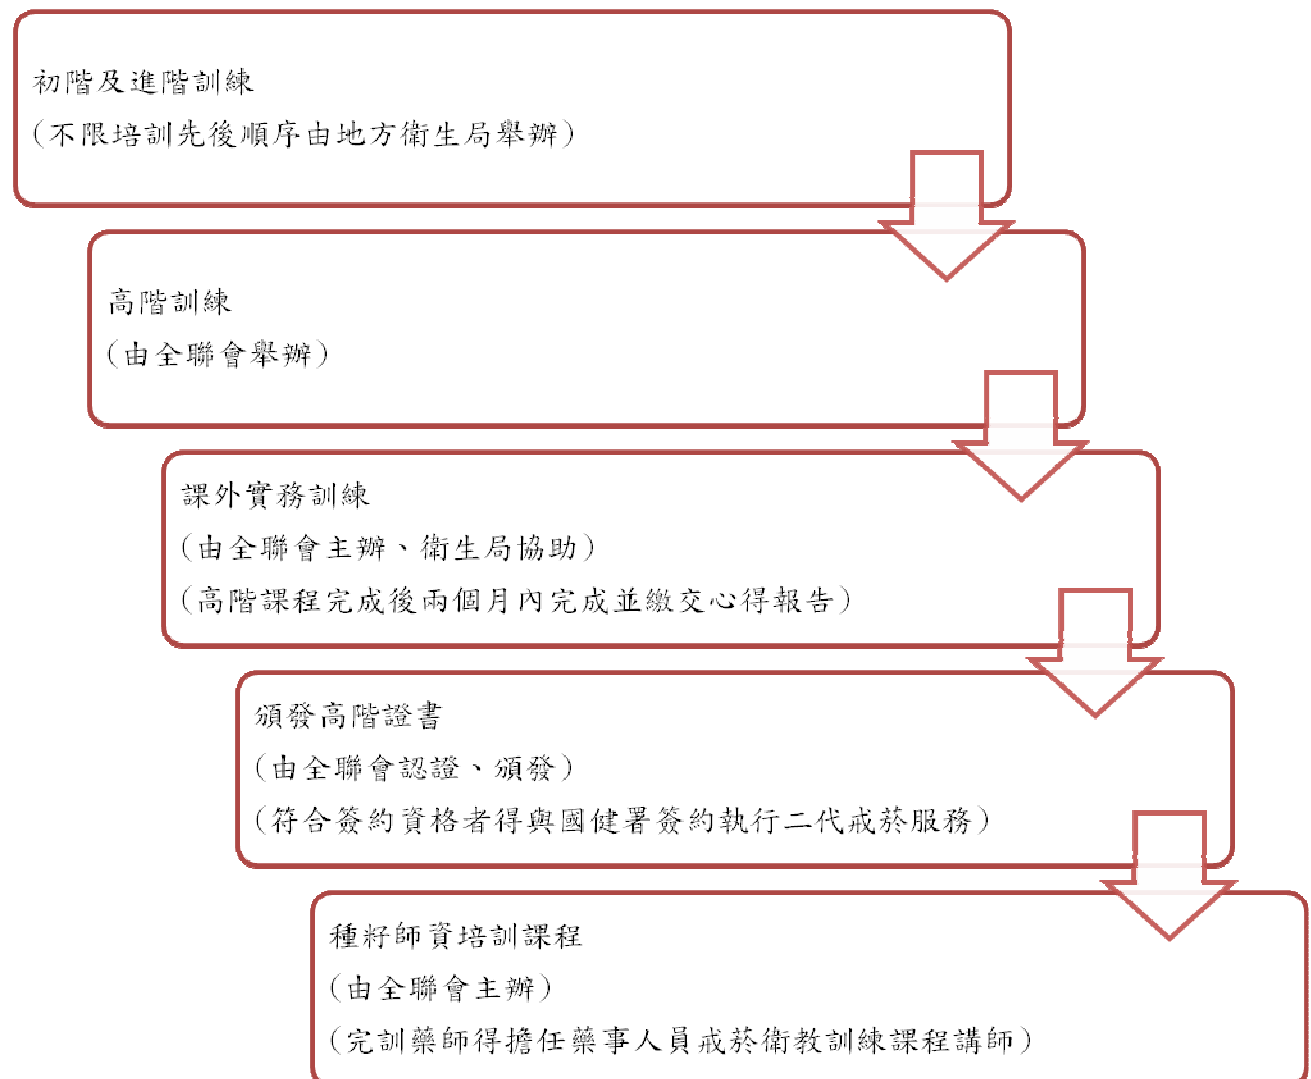 初階及進階訓練
(不限培訓先後順序由地方衛生局舉辦)
高階訓練
(由全聯會舉辦)
課外實務訓練
(由全聯會主辦、衛生局協助)
(高階課程完成後兩個月內完成並繳交心得報告)
頒發高階證書
(由全聯會認證、頒發)
(符合簽約資格者得與國健署簽約執行二代戒菸服務)
種籽師資培訓課程
(由全聯會主辦)
(完訓藥師得擔任藥事人員戒菸衛教訓練課程講師)